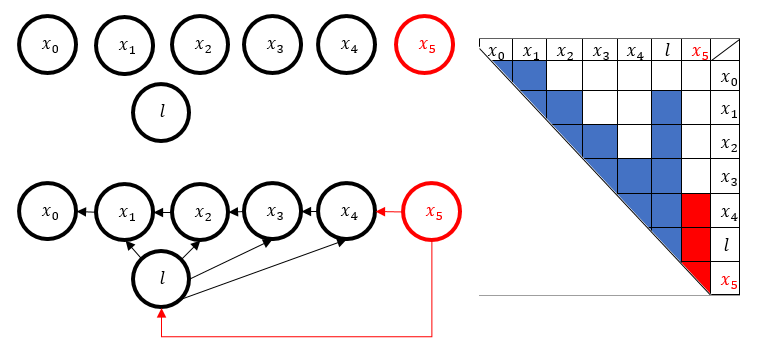 x₀ x₁ x₂ x₃ x₄ x₅
l
x₀ x₁ x₂ x₃ x₄ x₅
l
x₀ x₁ x₂ x₃ x₄ l x₅
x₀
x₁
x₂
x₃
x₄
l
x₅